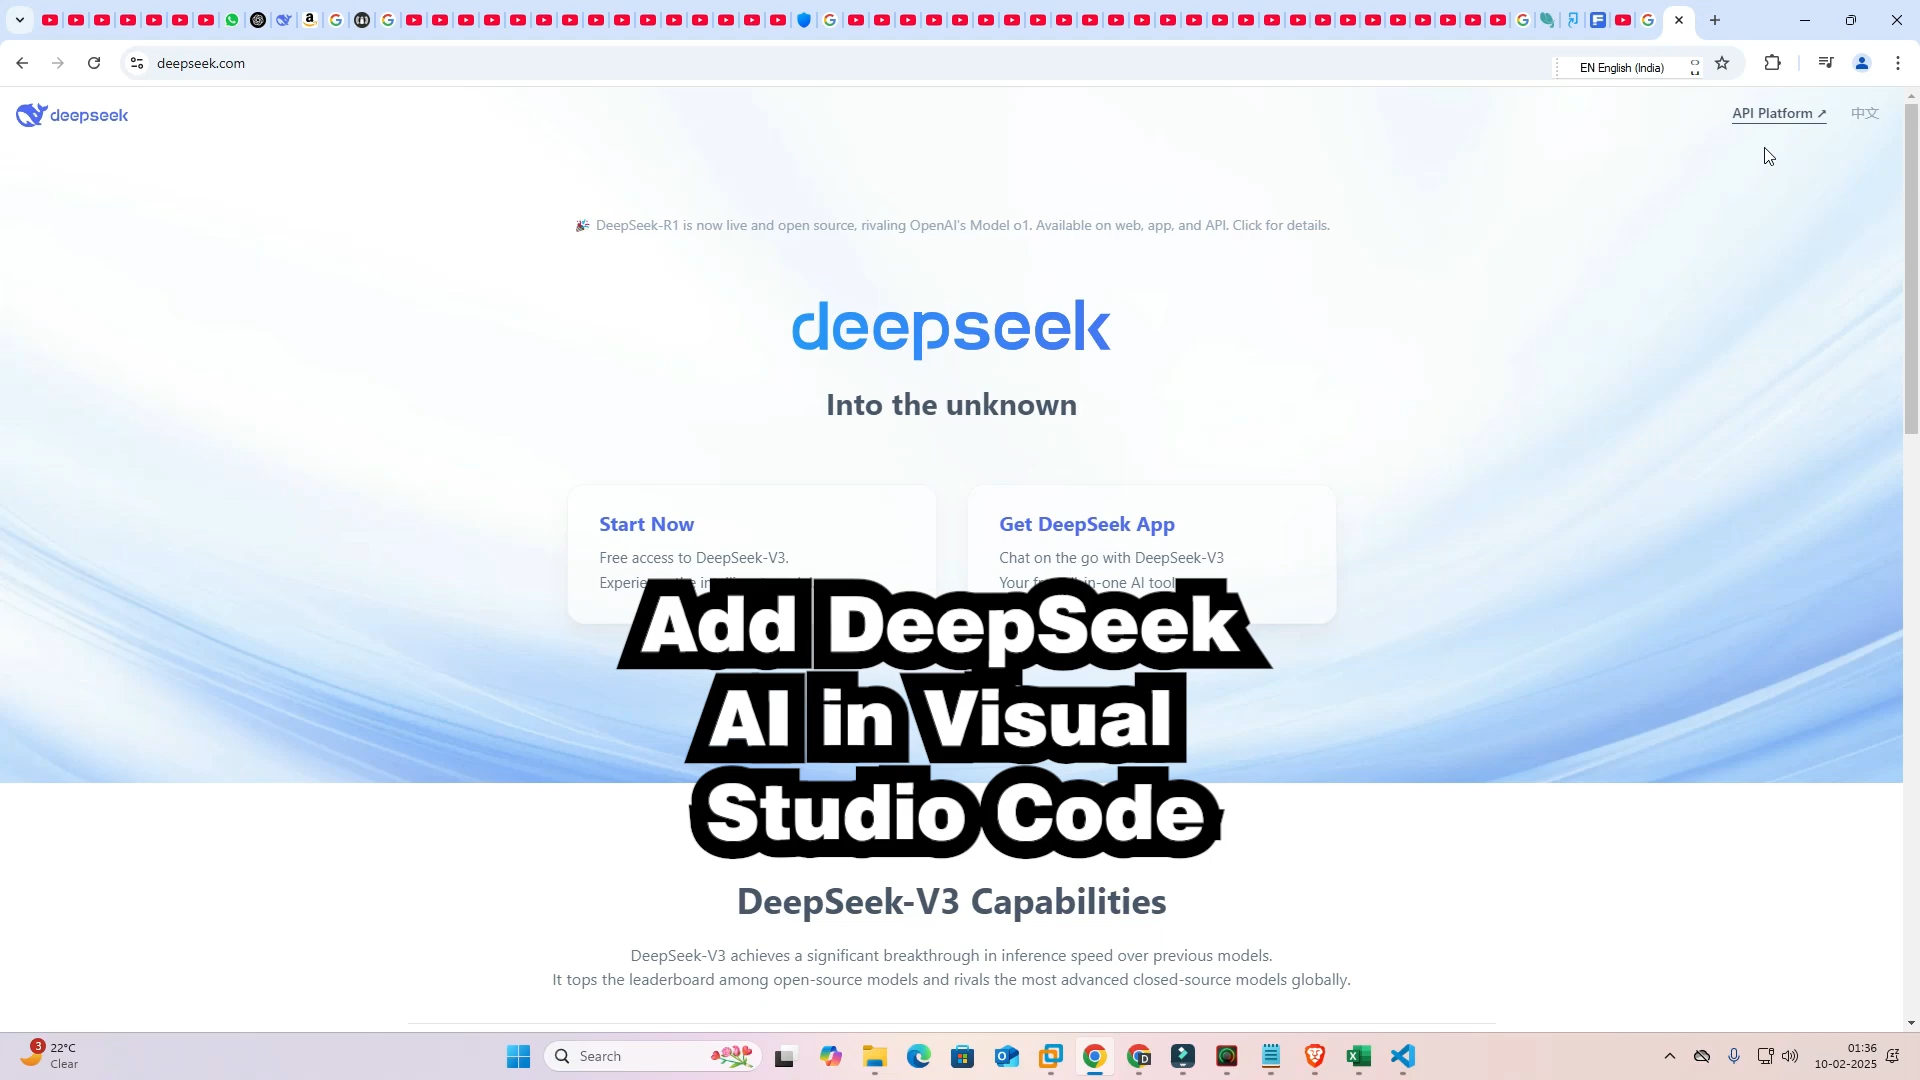 deepseek.com
EN English (India)
deepseek
API Platform ↗
中文
🎉 DeepSeek-R1 is now live and open source, rivaling OpenAI's Model o1. Available on web, app, and API. Click for details.
deepseek
Into the unknown
Start Now
Free access to DeepSeek-V3.
Get DeepSeek App
Chat on the go with DeepSeek-V3
Add DeepSeek
AI in Visual
Studio Code
DeepSeek-V3 Capabilities
DeepSeek-V3 achieves a significant breakthrough in inference speed over previous models.
It tops the leaderboard among open-source models and rivals the most advanced closed-source models globally.
3
22°C
Clear
Search
01:36
10-02-2025